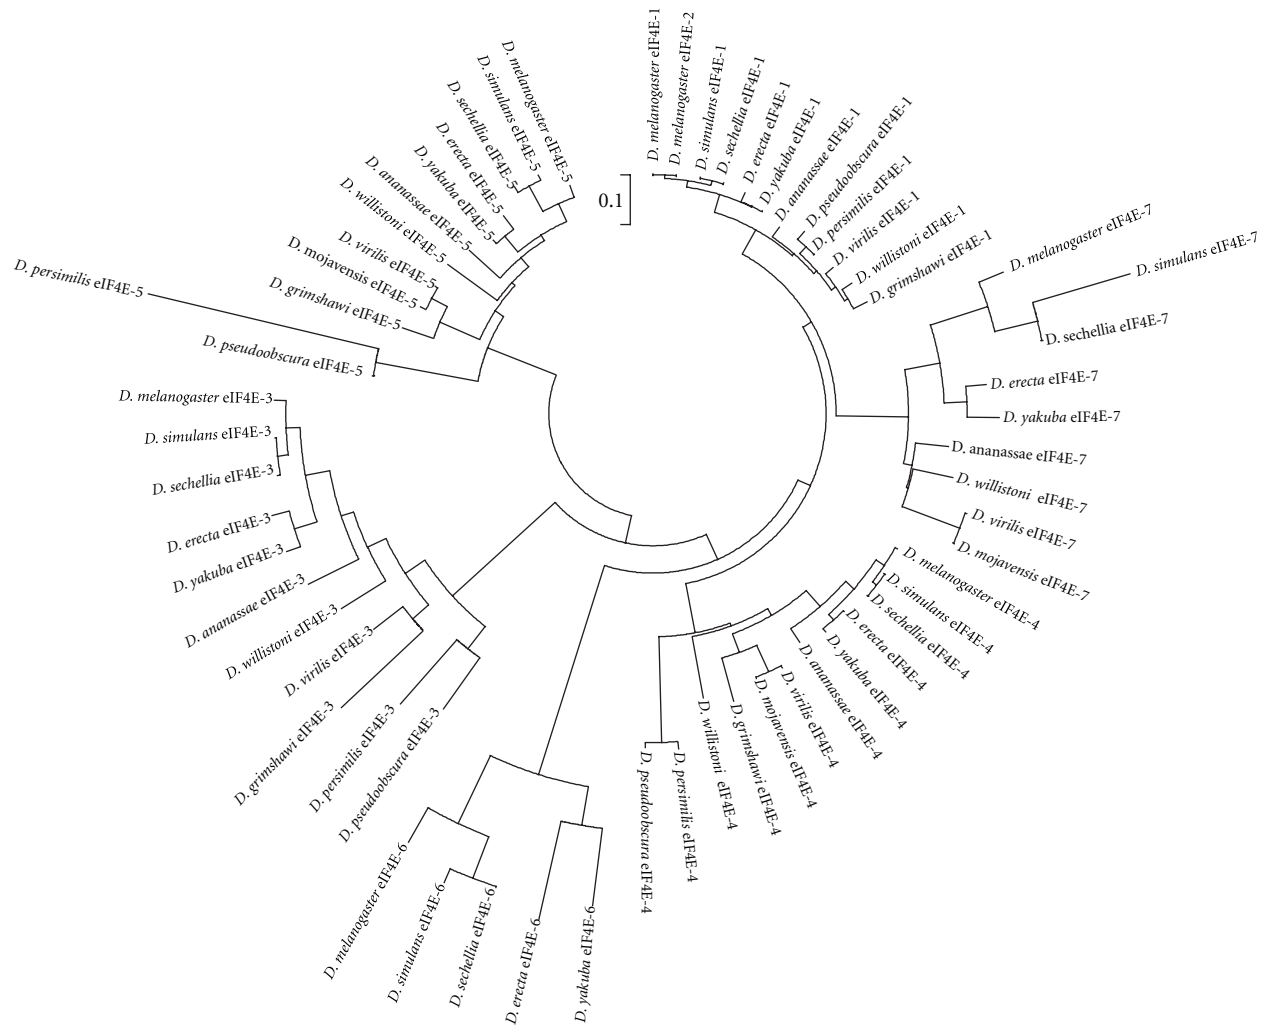 D. melanogaster eIF4E-1
D. melanogaster eIF4E-2
D. simulans eIF4E-1
D. sechellia eIF4E-1
D. erecta eIF4E-1
D. yakuba eIF4E-1
D. ananassae eIF4E-1
D. pseudoobscura eIF4E-1
D. persimilis eIF4E-1
D. virilis eIF4E-1
D. willistoni eIF4E-1
D. grimshawi eIF4E-1
D. melanogaster eIF4E-7
D. simulans eIF4E-7
D. sechellia eIF4E-7
D. erecta eIF4E-7
D. yakuba eIF4E-7
D. ananassae eIF4E-7
D. willistoni eIF4E-7
D. virilis eIF4E-7
D. mojavensis eIF4E-7
D. melanogaster eIF4E-4
D. simulans eIF4E-4
D. sechellia eIF4E-4
D. erecta eIF4E-4
D. yakuba eIF4E-4
D. ananassae eIF4E-4
D. virilis eIF4E-4
D. mojavensis eIF4E-4
D. grimshawi eIF4E-4
D. willistoni eIF4E-4
D. persimilis eIF4E-4
D. pseudoobscura eIF4E-4
D. yakuba eIF4E-6
D. erecta eIF4E-6
D. sechellia eIF4E-6
D. simulans eIF4E-6
D. melanogaster eIF4E-6
D. pseudoobscura eIF4E-3
D. persimilis eIF4E-3
D. grimshawi eIF4E-3
D. virilis eIF4E-3
D. willistoni eIF4E-3
D. ananassae eIF4E-3
D. yakuba eIF4E-3
D. erecta eIF4E-3
D. sechellia eIF4E-3
D. simulans eIF4E-3
D. melanogaster eIF4E-3
D. pseudoobscura eIF4E-5
D. persimilis eIF4E-5
D. grimshawi eIF4E-5
D. mojavensis eIF4E-5
D. virilis eIF4E-5
D. willistoni eIF4E-5
D. ananassae eIF4E-5
D. yakuba eIF4E-5
D. erecta eIF4E-5
D. sechellia eIF4E-5
D. simulans eIF4E-5
D. melanogaster eIF4E-5
0.1